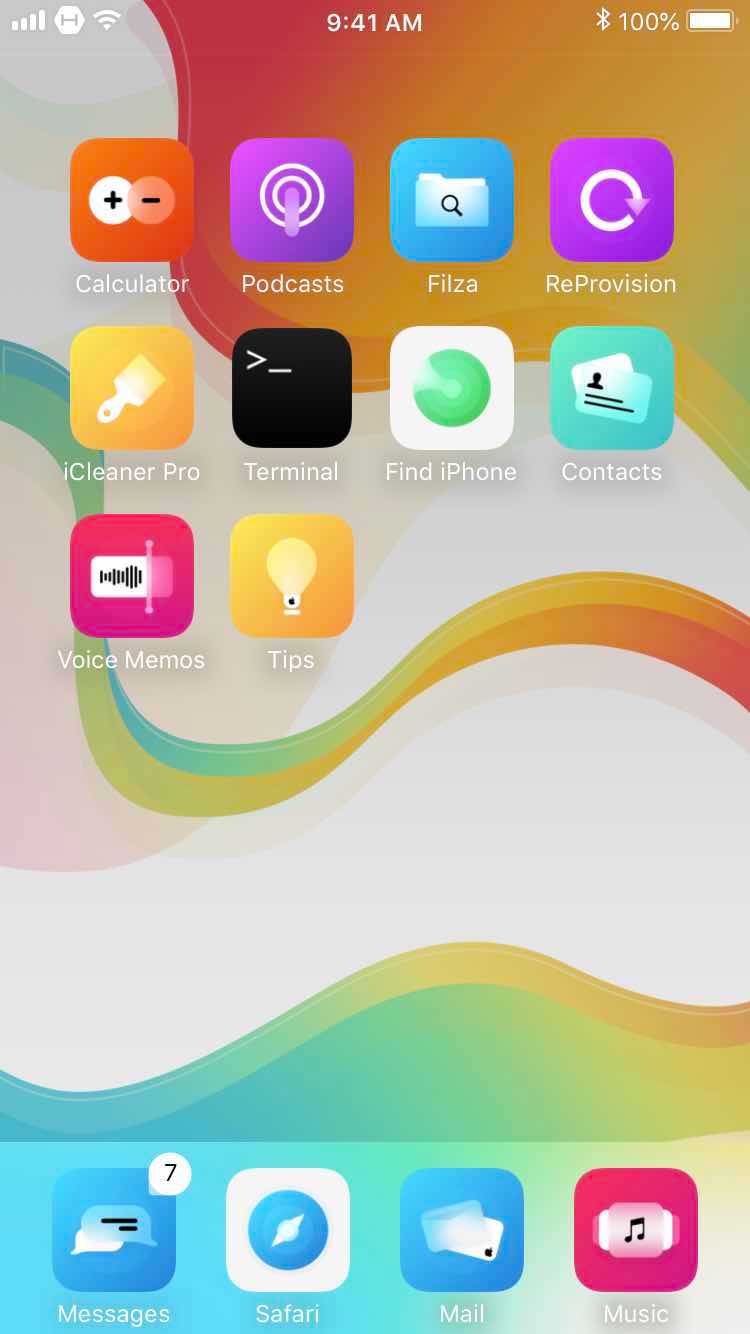 9:41 AM 100%
Calculator Podcasts Filza ReProvision
>_
iCleaner Pro Terminal Find iPhone Contacts
Voice Memos Tips
7
Messages Safari Mail Music